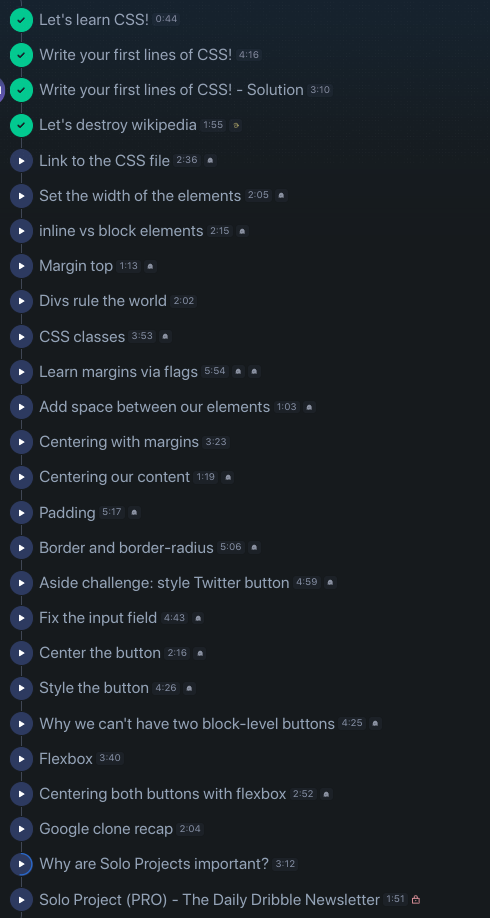 Let's learn CSS! 0:44
Write your first lines of CSS! 4:16
Write your first lines of CSS! - Solution 3:10
Let's destroy wikipedia 1:55
Link to the CSS file 2:36
Set the width of the elements 2:05
inline vs block elements 2:15
Margin top 1:13
Divs rule the world 2:02
CSS classes 3:53
Learn margins via flags 5:54
Add space between our elements 1:03
Centering with margins 3:23
Centering our content 1:19
Padding 5:17
Border and border-radius 5:06
Aside challenge: style Twitter button 4:59
Fix the input field 4:43
Center the button 2:16
Style the button 4:26
Why we can't have two block-level buttons 4:25
Flexbox 3:40
Centering both buttons with flexbox 2:52
Google clone recap 2:04
Why are Solo Projects important? 3:12
Solo Project (PRO) - The Daily Dribble Newsletter 1:51